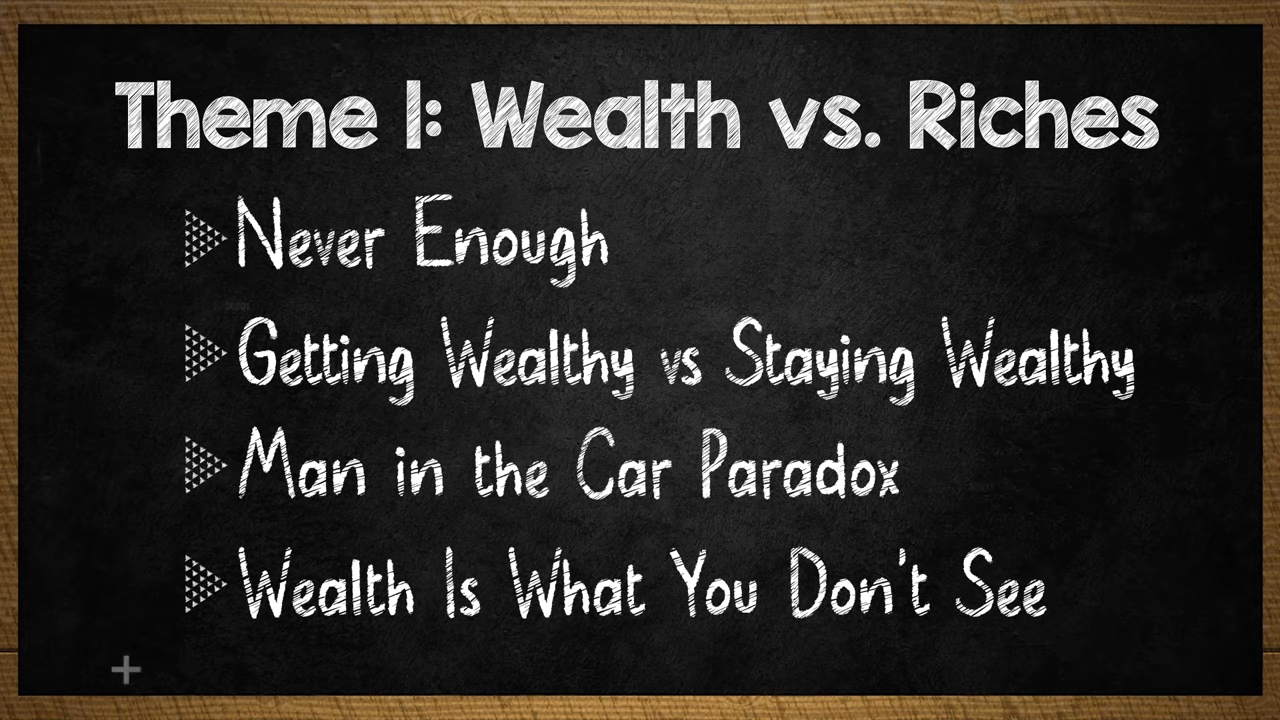 Theme 1: Wealth vs. Riches
Never Enough
Getting Wealthy vs Staying Wealthy
Man in the Car Paradox
Wealth Is What You Don't See